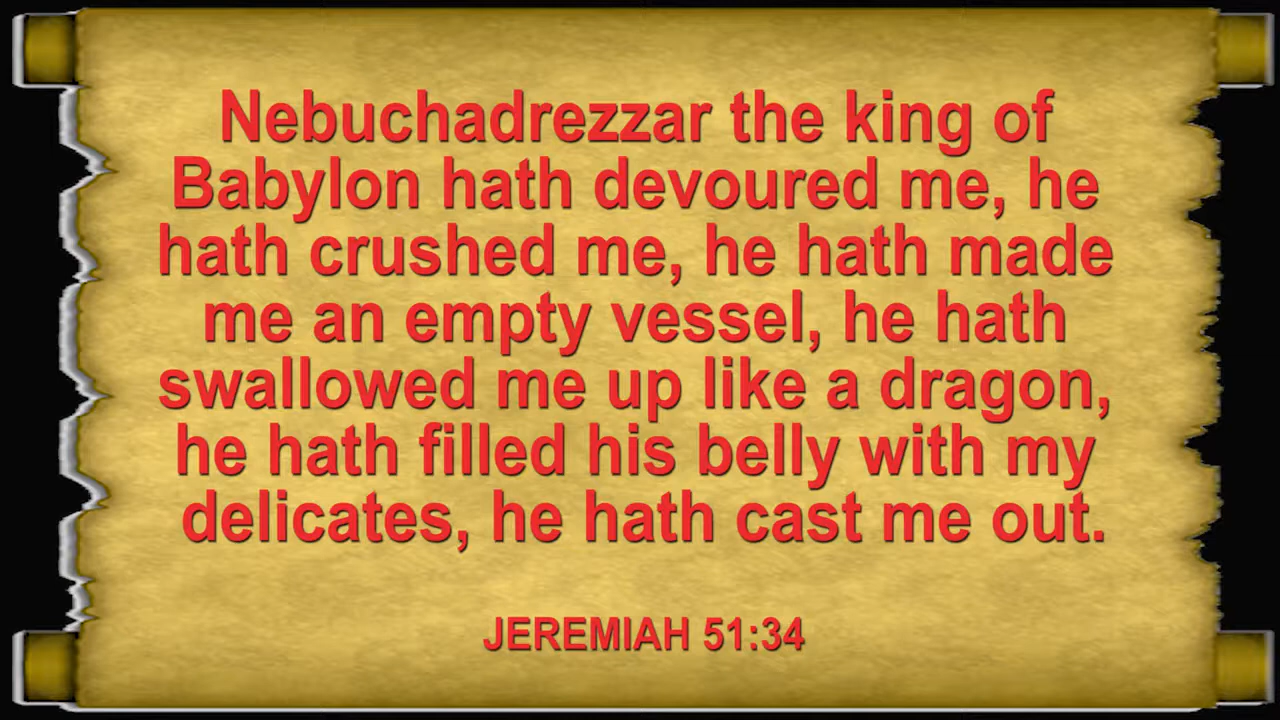 Nebuchadrezzar the king of
Babylon hath devoured me, he
hath crushed me, he hath made
me an empty vessel, he hath
swallowed me up like a dragon,
he hath filled his belly with my
delicates, he hath cast me out.
JEREMIAH 51:34